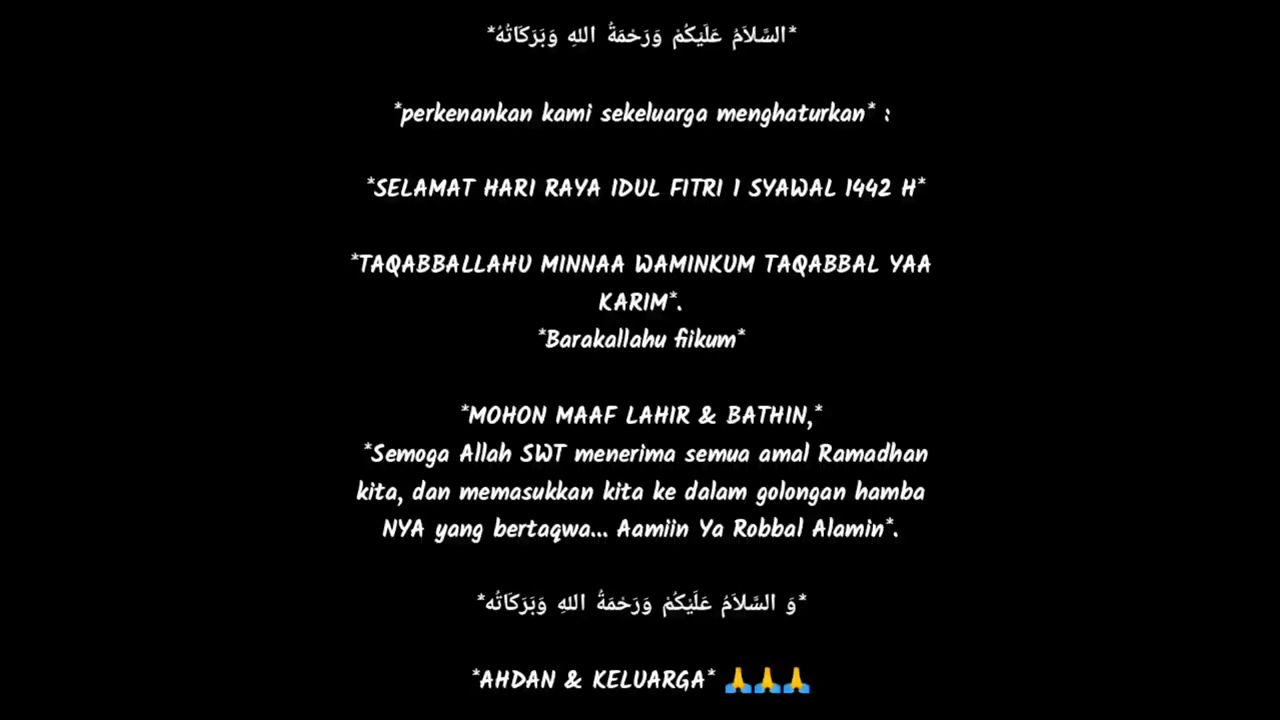 *السَّلاَمُ عَلَيْكُمْ وَرَحْمَةُ اللهِ وَبَرَكَاتُهُ*
*perkenankan kami sekeluarga menghaturkan* :
*SELAMAT HARI RAYA IDUL FITRI 1 SYAWAL 1442 H*
*TAQABBALLAHU MINNAA WAMINKUM TAQABBAL YAA
KARIM*.
*Barakallahu fiikum*
*MOHON MAAF LAHIR & BATHIN,*
*Semoga Allah SWT menerima semua amal Ramadhan
kita, dan memasukkan kita ke dalam golongan hamba
NYA yang bertaqwa... Aamiin Ya Robbal Alamin*.
*وَ السَّلاَمُ عَلَيْكُمْ وَرَحْمَةُ اللهِ وَبَرَكَاتُه*
*AHDAN & KELUARGA* 🙏🙏🙏